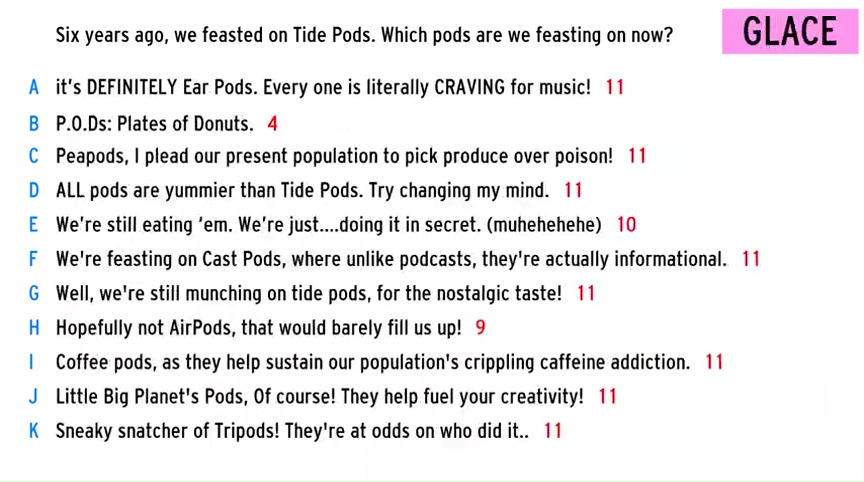 Six years ago, we feasted on Tide Pods. Which pods are we feasting on now?
GLACE
A it's DEFINITELY Ear Pods. Every one is literally CRAVING for music! 11
B P.O.Ds: Plates of Donuts. 4
C Peapods, I plead our present population to pick produce over poison! 11
D ALL pods are yummier than Tide Pods. Try changing my mind. 11
E We're still eating 'em. We're just....doing it in secret. (muhehehehe) 10
F We're feasting on Cast Pods, where unlike podcasts, they're actually informational. 11
G Well, we're still munching on tide pods, for the nostalgic taste! 11
H Hopefully not AirPods, that would barely fill us up! 9
I Coffee pods, as they help sustain our population's crippling caffeine addiction. 11
J Little Big Planet's Pods, Of course! They help fuel your creativity! 11
K Sneaky snatcher of Tripods! They're at odds on who did it.. 11